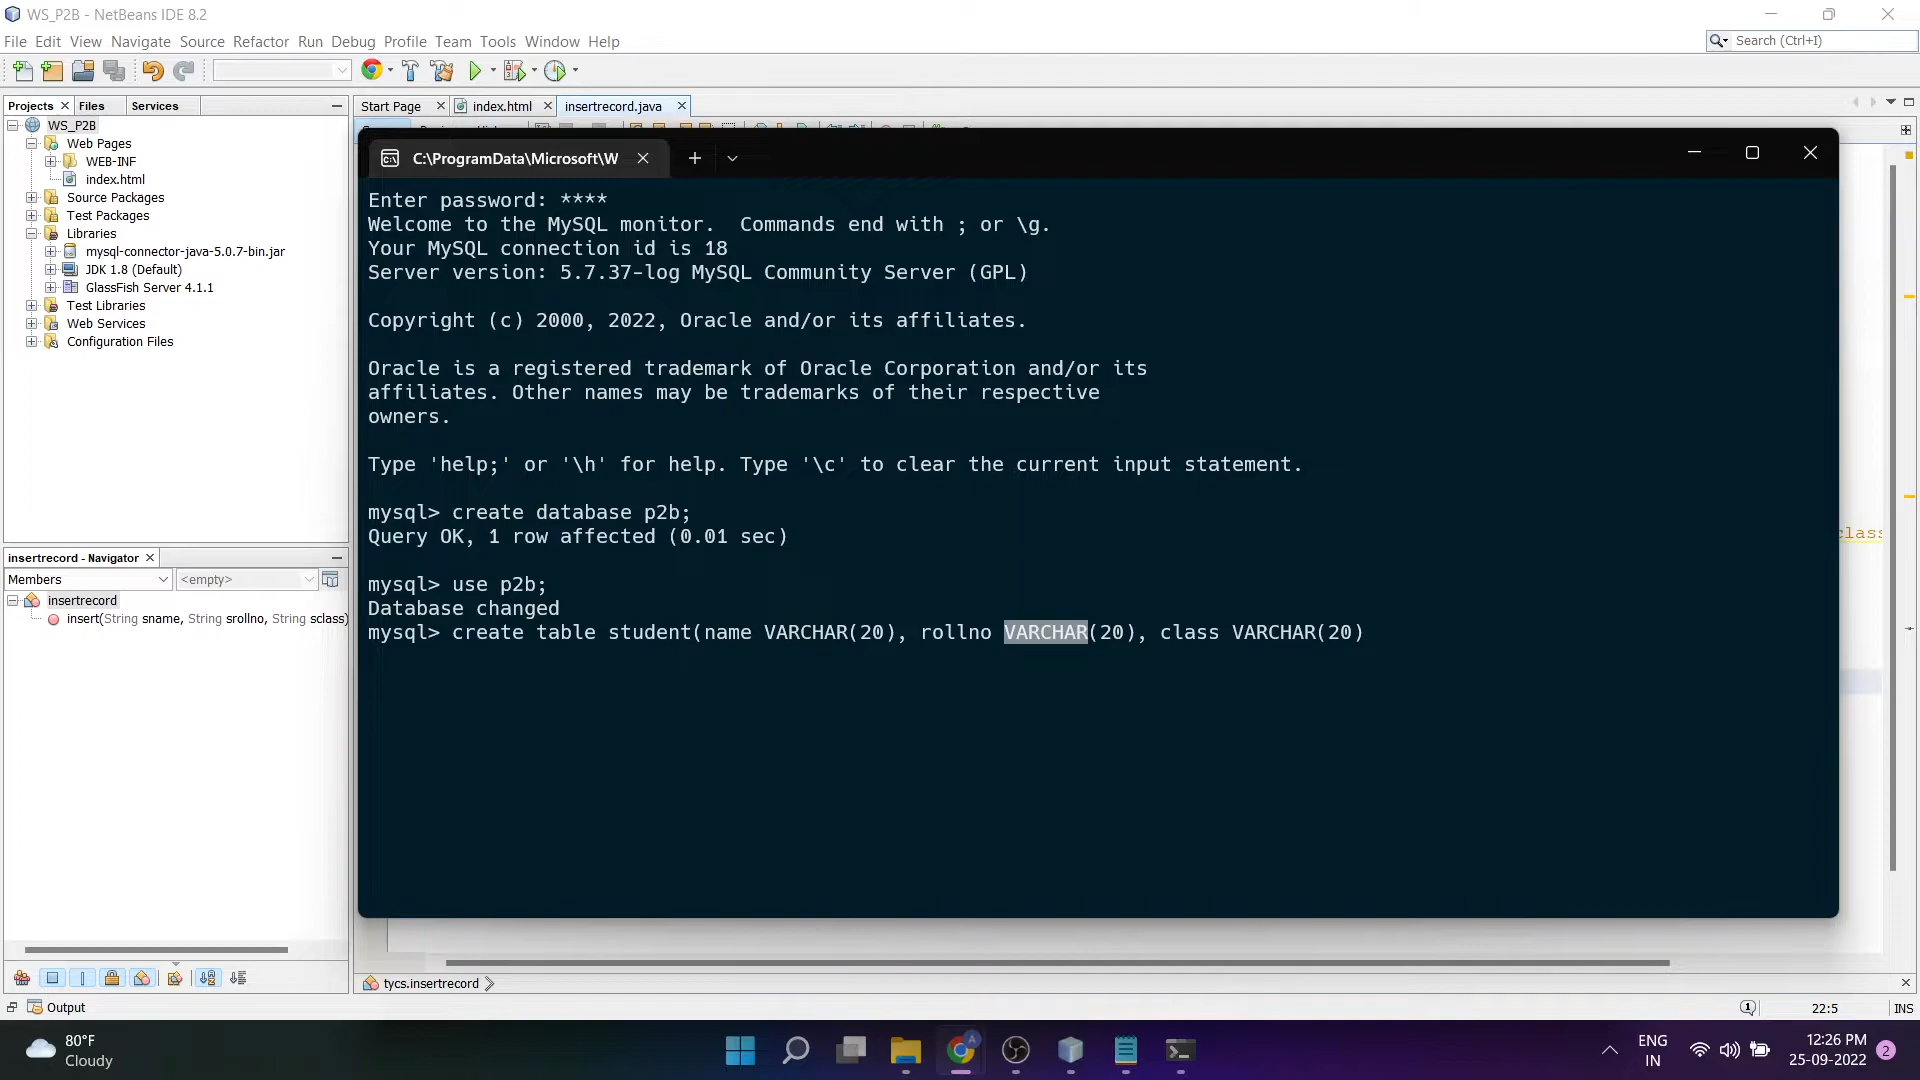 WS_P2B - NetBeans IDE 8.2
File Edit View Navigate Source Refactor Run Debug Profile Team Tools Window Help
Search (Ctrl+I)
Projects Files Services
Start Page index.html insertrecord.java
WS_P2B
Web Pages
WEB-INF
index.html
Source Packages
Test Packages
Libraries
mysql-connector-java-5.0.7-bin.jar
JDK 1.8 (Default)
GlassFish Server 4.1.1
Test Libraries
Web Services
Configuration Files
C:\ProgramData\Microsoft\W
Enter password: ****
Welcome to the MySQL monitor.  Commands end with ; or \g.
Your MySQL connection id is 18
Server version: 5.7.37-log MySQL Community Server (GPL)
Copyright (c) 2000, 2022, Oracle and/or its affiliates.
Oracle is a registered trademark of Oracle Corporation and/or its
affiliates. Other names may be trademarks of their respective
owners.
Type 'help;' or '\h' for help. Type '\c' to clear the current input statement.
mysql> create database p2b;
Query OK, 1 row affected (0.01 sec)
mysql> use p2b;
Database changed
mysql> create table student(name VARCHAR(20), rollno VARCHAR(20), class VARCHAR(20)
class
insertrecord - Navigator
Members <empty>
insertrecord
insert(String sname, String srollno, String sclass)
tycs.insertrecord
Output
1
22:5
INS
80°F
Cloudy
A
ENG
IN
12:26 PM
25-09-2022
2